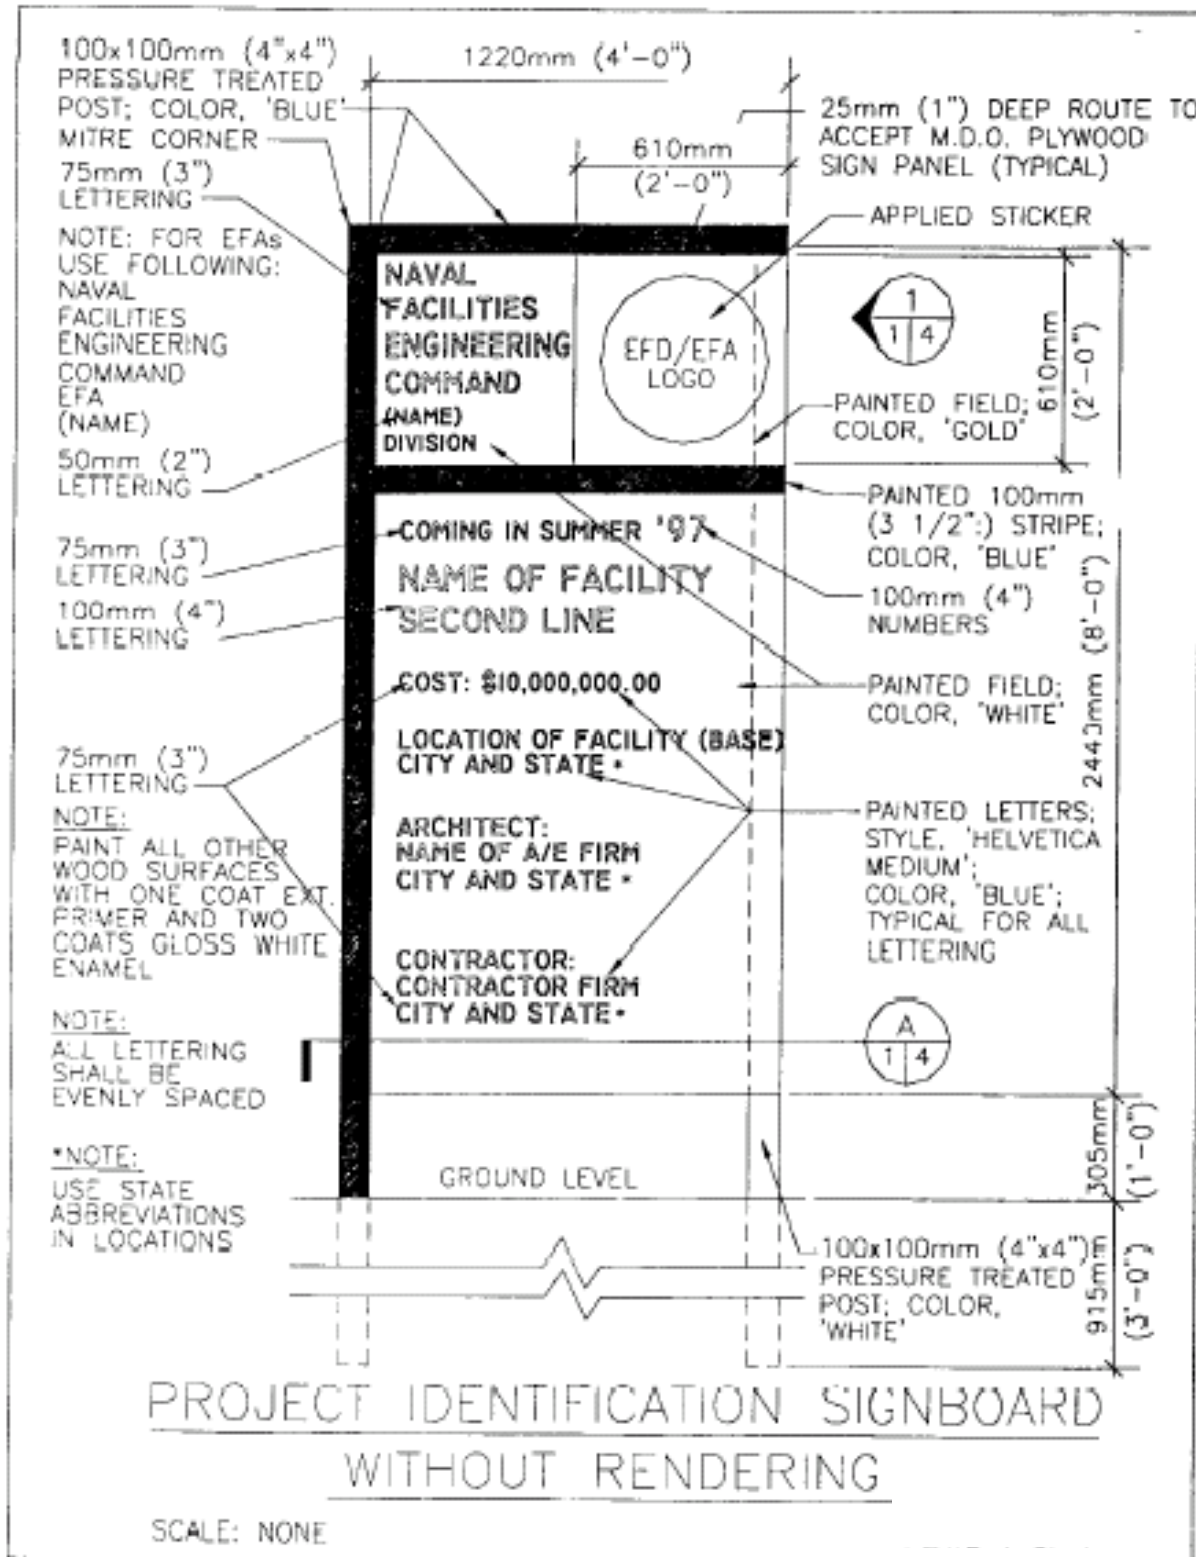 100x100mm (4"x4")
PRESSURE TREATED
POST; COLOR, 'BLUE'
MITRE CORNER
75mm (3")
LETTERING
NOTE: FOR EFAs
USE FOLLOWING:
NAVAL
FACILITIES
ENGINEERING
COMMAND
EFA
(NAME)
50mm (2")
LETTERING
75mm (3")
LETTERING
100mm (4")
LETTERING
75mm (3")
LETTERING
NOTE:
PAINT ALL OTHER
WOOD SURFACES
WITH ONE COAT EXT.
PRIMER AND TWO
COATS GLOSS WHITE
ENAMEL
NOTE:
ALL LETTERING
SHALL BE
EVENLY SPACED
*NOTE:
USE STATE
ABBREVIATIONS
IN LOCATIONS
1220mm (4'-0")
610mm
(2'-0")
NAVAL
FACILITIES
ENGINEERING
COMMAND
(NAME)
DIVISION
EFD/EFA
LOGO
COMING IN SUMMER '97
NAME OF FACILITY
SECOND LINE
COST: $10,000,000.00
LOCATION OF FACILITY (BASE)
CITY AND STATE *
ARCHITECT:
NAME OF A/E FIRM
CITY AND STATE *
CONTRACTOR:
CONTRACTOR FIRM
CITY AND STATE *
GROUND LEVEL
25mm (1") DEEP ROUTE TO
ACCEPT M.D.O. PLYWOOD
SIGN PANEL (TYPICAL)
APPLIED STICKER
1
1 4
610mm
(2'-0")
PAINTED FIELD;
COLOR, 'GOLD'
PAINTED 100mm
(3 1/2":) STRIPE;
COLOR, 'BLUE'
100mm (4")
NUMBERS
2440mm (8'-0")
PAINTED FIELD;
COLOR, 'WHITE'
PAINTED LETTERS;
STYLE, 'HELVETICA
MEDIUM';
COLOR, 'BLUE';
TYPICAL FOR ALL
LETTERING
A
1 4
305mm
(1'-0")
100x100mm (4"x4")
PRESSURE TREATED
POST; COLOR,
'WHITE'
915mm
(3'-0")
PROJECT IDENTIFICATION SIGNBOARD
WITHOUT RENDERING
SCALE: NONE